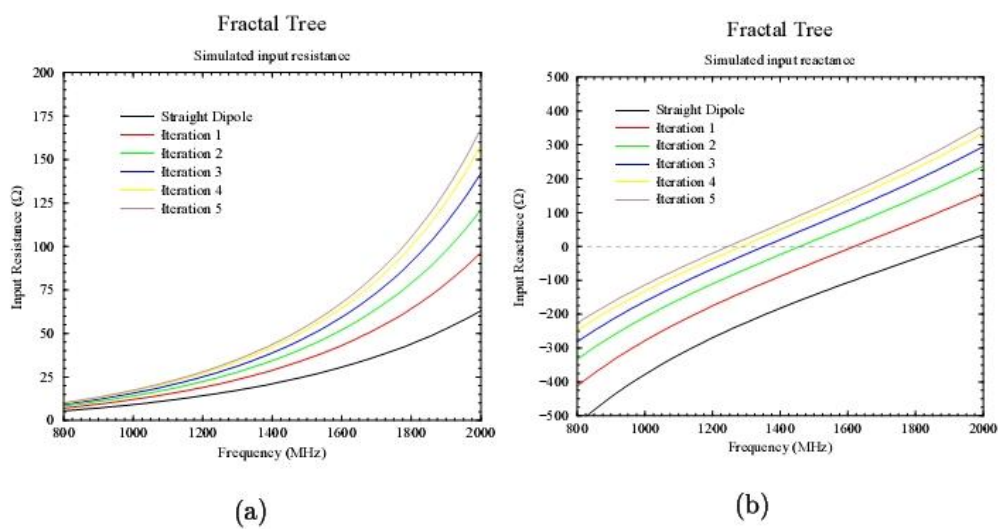 Fractal Tree
Simulated input resistance
200
175
150
125
100
75
50
25
0
Input Resistance (Ω)
Straight Dipole
Iteration 1
Iteration 2
Iteration 3
Iteration 4
Iteration 5
800 1000 1200 1400 1600 1800 2000
Frequency (MHz)
(a)
Fractal Tree
Simulated input reactance
500
400
300
200
100
0
−100
−200
−300
−400
−500
Input Reactance (Ω)
Straight Dipole
Iteration 1
Iteration 2
Iteration 3
Iteration 4
Iteration 5
800 1000 1200 1400 1600 1800 2000
Frequency (MHz)
(b)